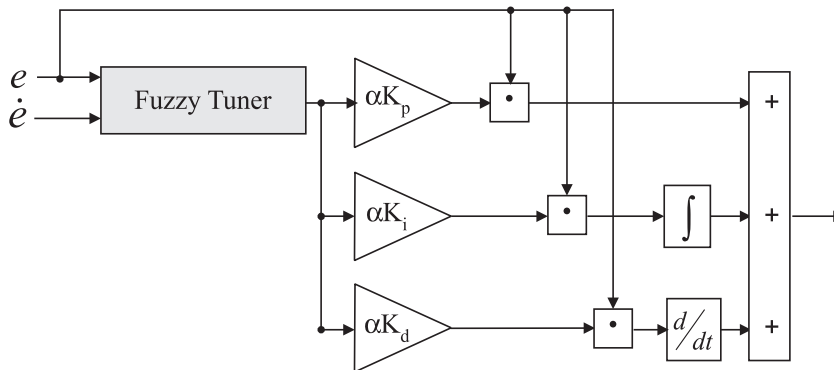 e
ė
Fuzzy Tuner
αKp
·
+
αKi
·
∫
+
αKd
·
d/dt
+